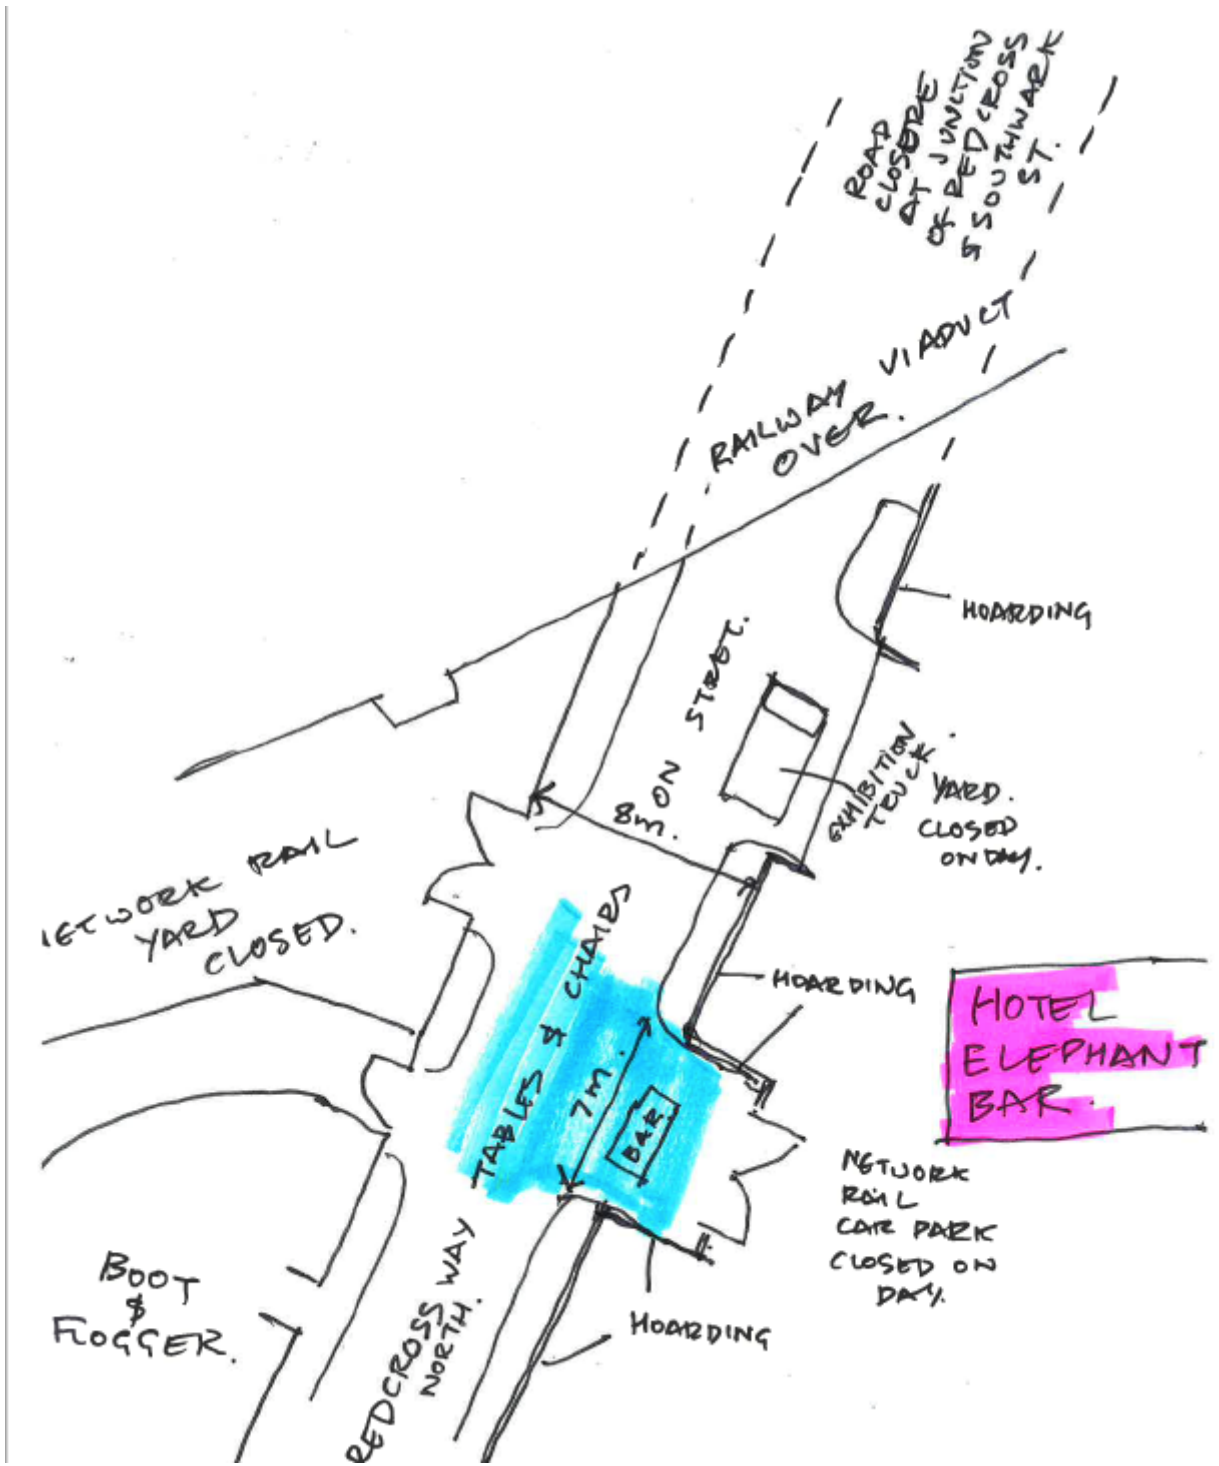 ROAD
CLOSERE
AT JUNCTION
OF REDCROSS
& SOUTHWARK
ST.
RAILWAY VIADUCT
OVER.
HOARDING
ON STRET.
8m.
EXHIBITION
TRUCK
YARD.
CLOSED
ON DAY.
NETWORK RAIL
YARD
CLOSED.
TABLES & CHAIRS
7m.
BAR
HOARDING
HOTEL
ELEPHANT
BAR.
NETWORK
RAIL
CAR PARK
CLOSED ON
DAY.
BOOT
&
FLOGGER.
REDCROSS WAY
NORTH.
HOARDING